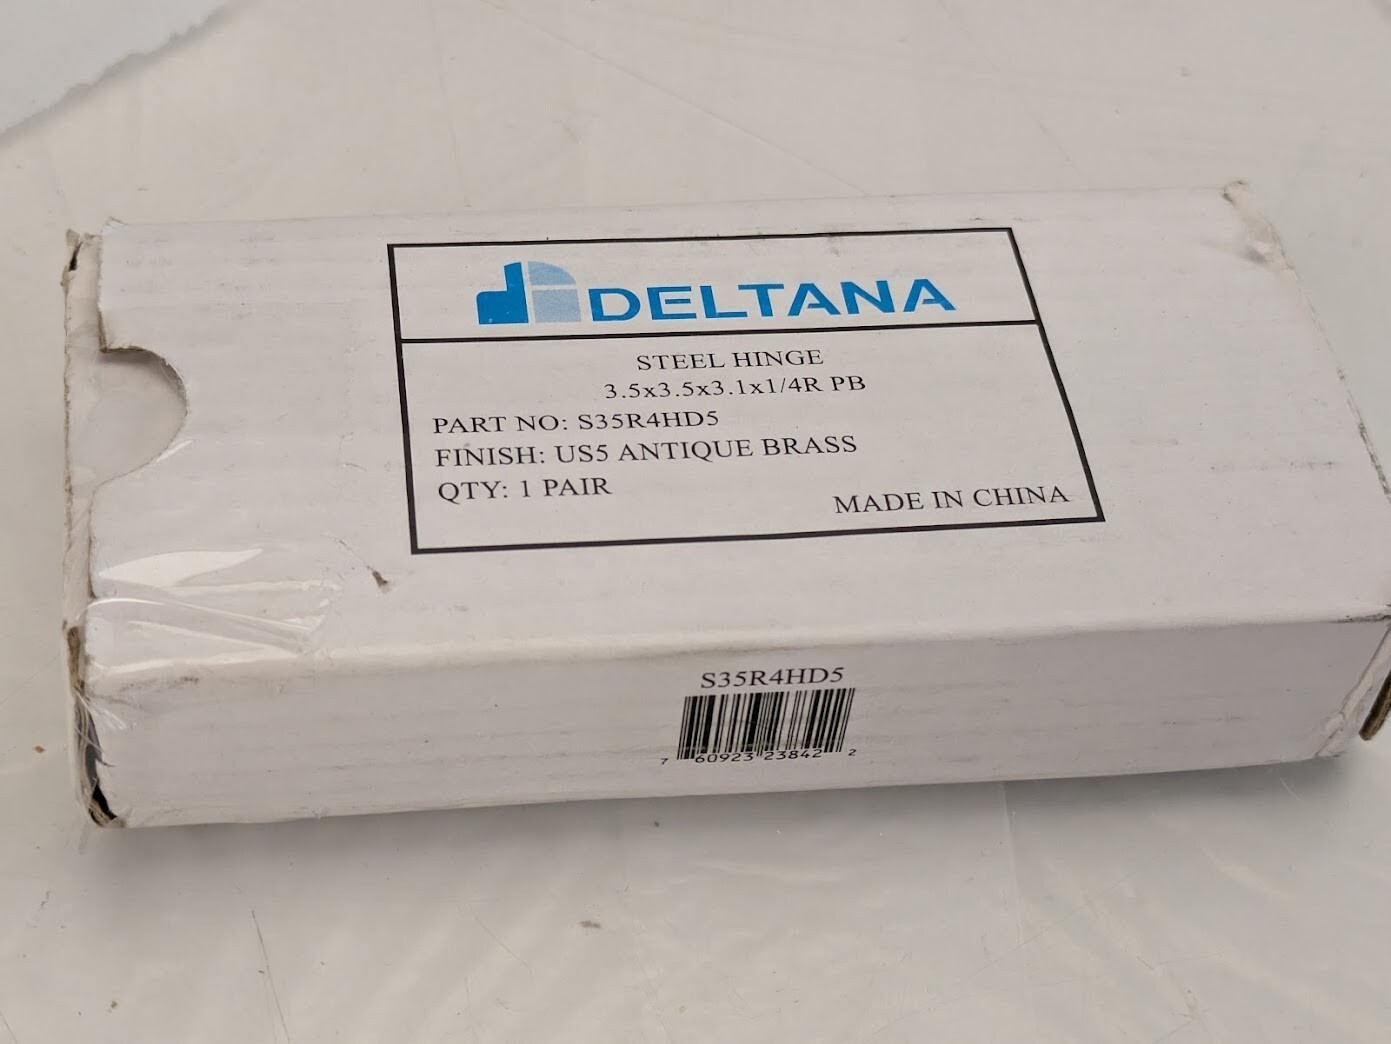 DELTANA
STEEL HINGE
3.5x3.5x3.1x1/4R PB
PART NO: S35R4HD5
FINISH: US5 ANTIQUE BRASS
QTY: 1 PAIR
MADE IN CHINA
S35R4HD5
7 60923 23842 2